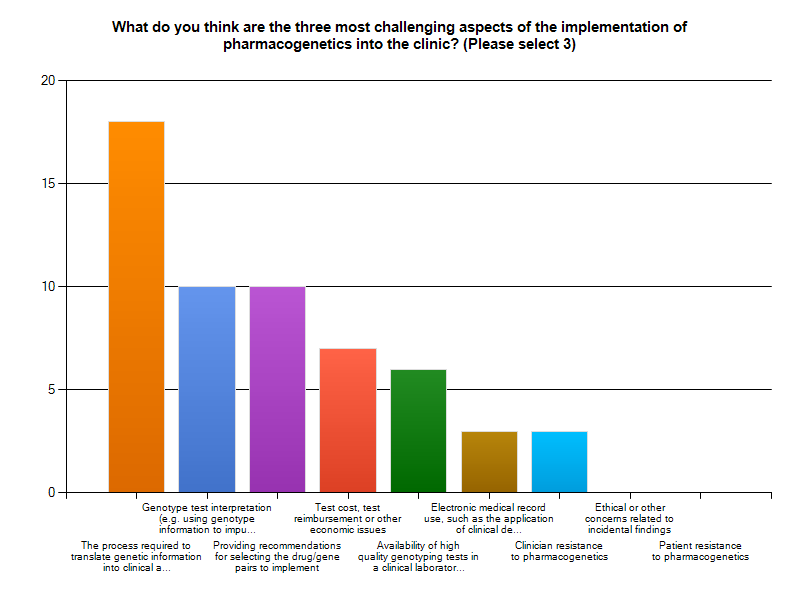 What do you think are the three most challenging aspects of the implementation of
pharmacogenetics into the clinic? (Please select 3)
20
15
10
5
0
Genotype test interpretation
(e.g. using genotype
information to impu...
Test cost, test
reimbursement or other
economic issues
Electronic medical record
use, such as the application
of clinical de...
Ethical or other
concerns related to
incidental findings
The process required to
translate genetic information
into clinical a...
Providing recommendations
for selecting the drug/gene
pairs to implement
Availability of high
quality genotyping tests in
a clinical laborator...
Clinician resistance
to pharmacogenetics
Patient resistance
to pharmacogenetics